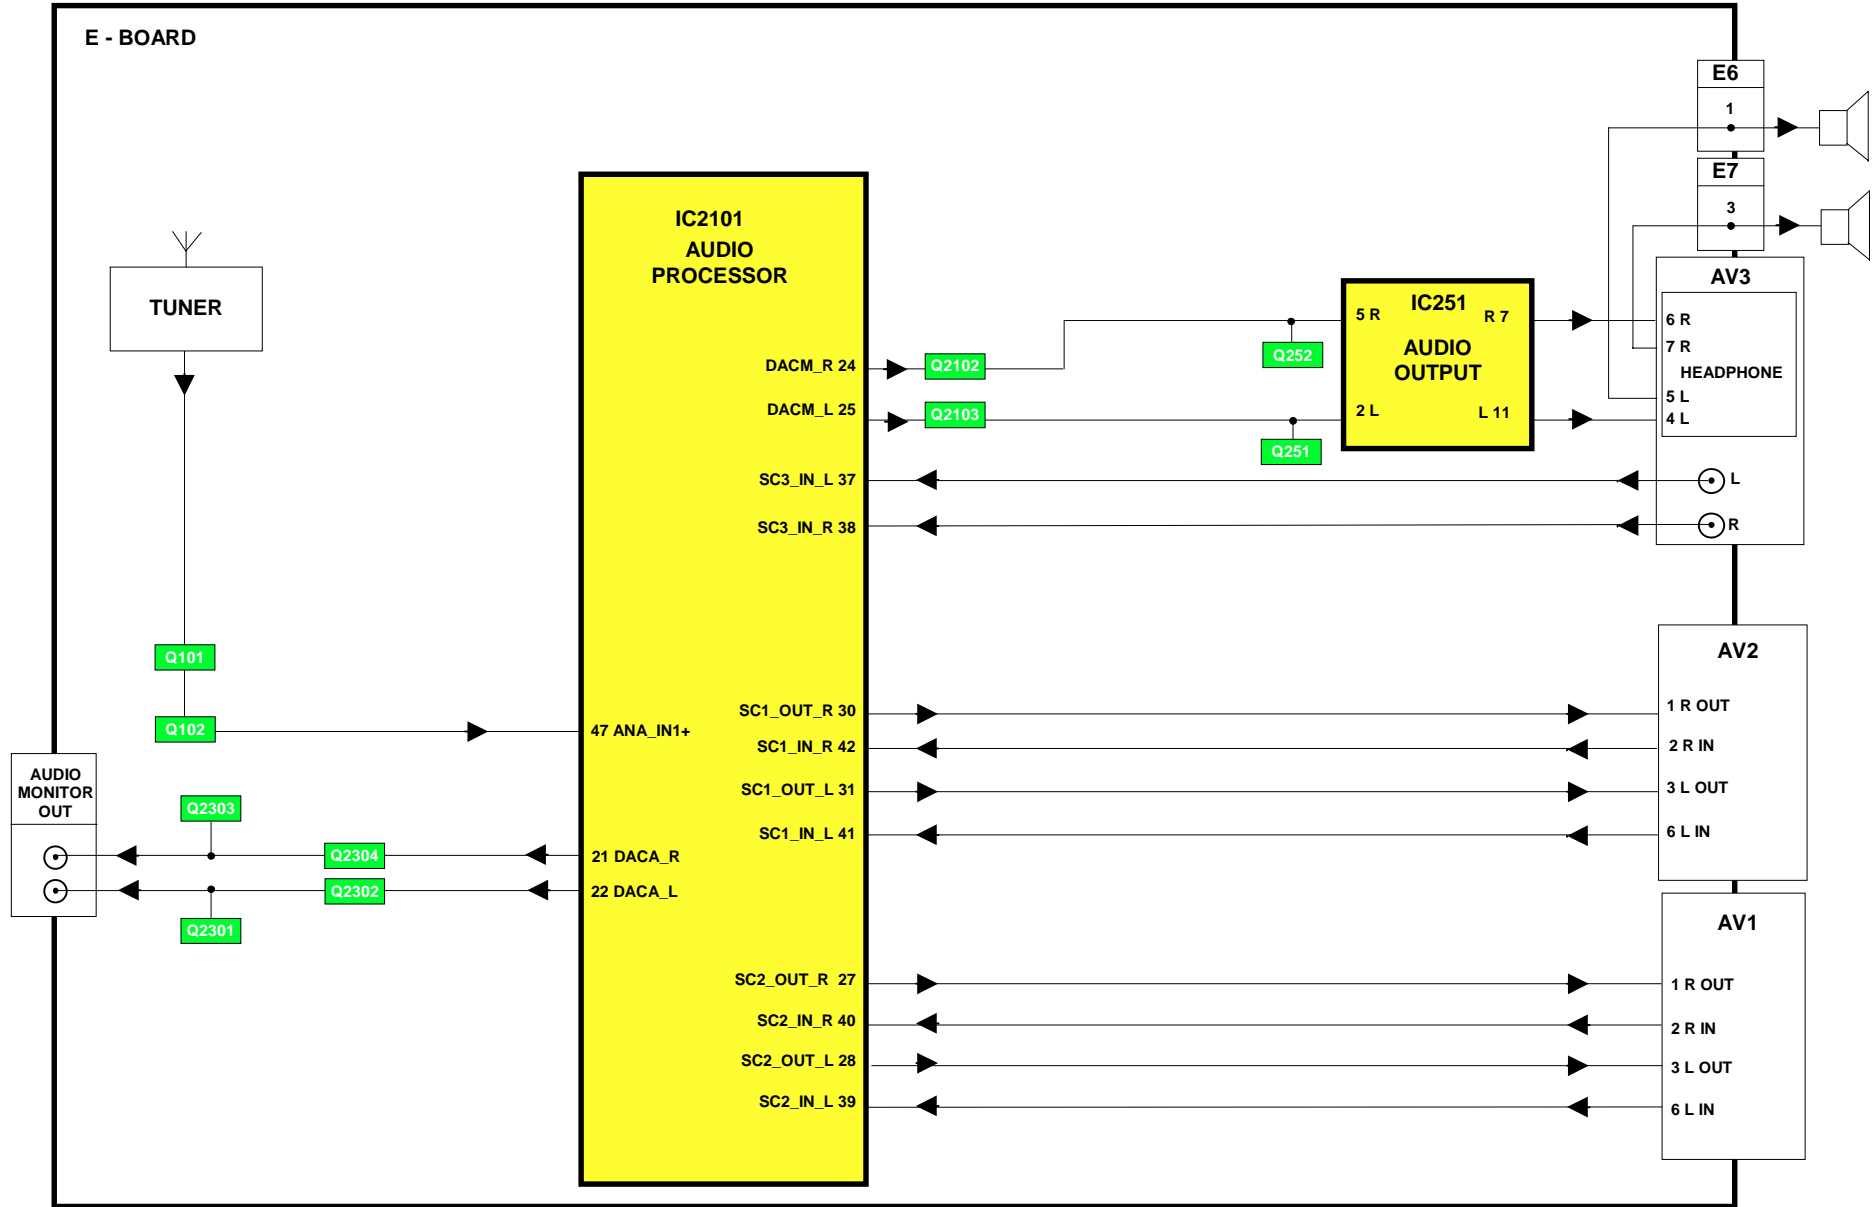 E - BOARD
E6
1
E7
3
IC2101
AUDIO
PROCESSOR
TUNER
AV3
6 R
7 R
HEADPHONE
5 L
4 L
L
R
IC251
AUDIO
OUTPUT
5 R
R 7
2 L
L 11
Q252
Q251
DACM_R 24
Q2102
DACM_L 25
Q2103
SC3_IN_L 37
SC3_IN_R 38
Q101
Q102
47 ANA_IN1+
SC1_OUT_R 30
SC1_IN_R 42
SC1_OUT_L 31
SC1_IN_L 41
AV2
1 R OUT
2 R IN
3 L OUT
6 L IN
AUDIO
MONITOR
OUT
Q2303
Q2304
21 DACA_R
Q2302
22 DACA_L
Q2301
SC2_OUT_R 27
SC2_IN_R 40
SC2_OUT_L 28
SC2_IN_L 39
AV1
1 R OUT
2 R IN
3 L OUT
6 L IN